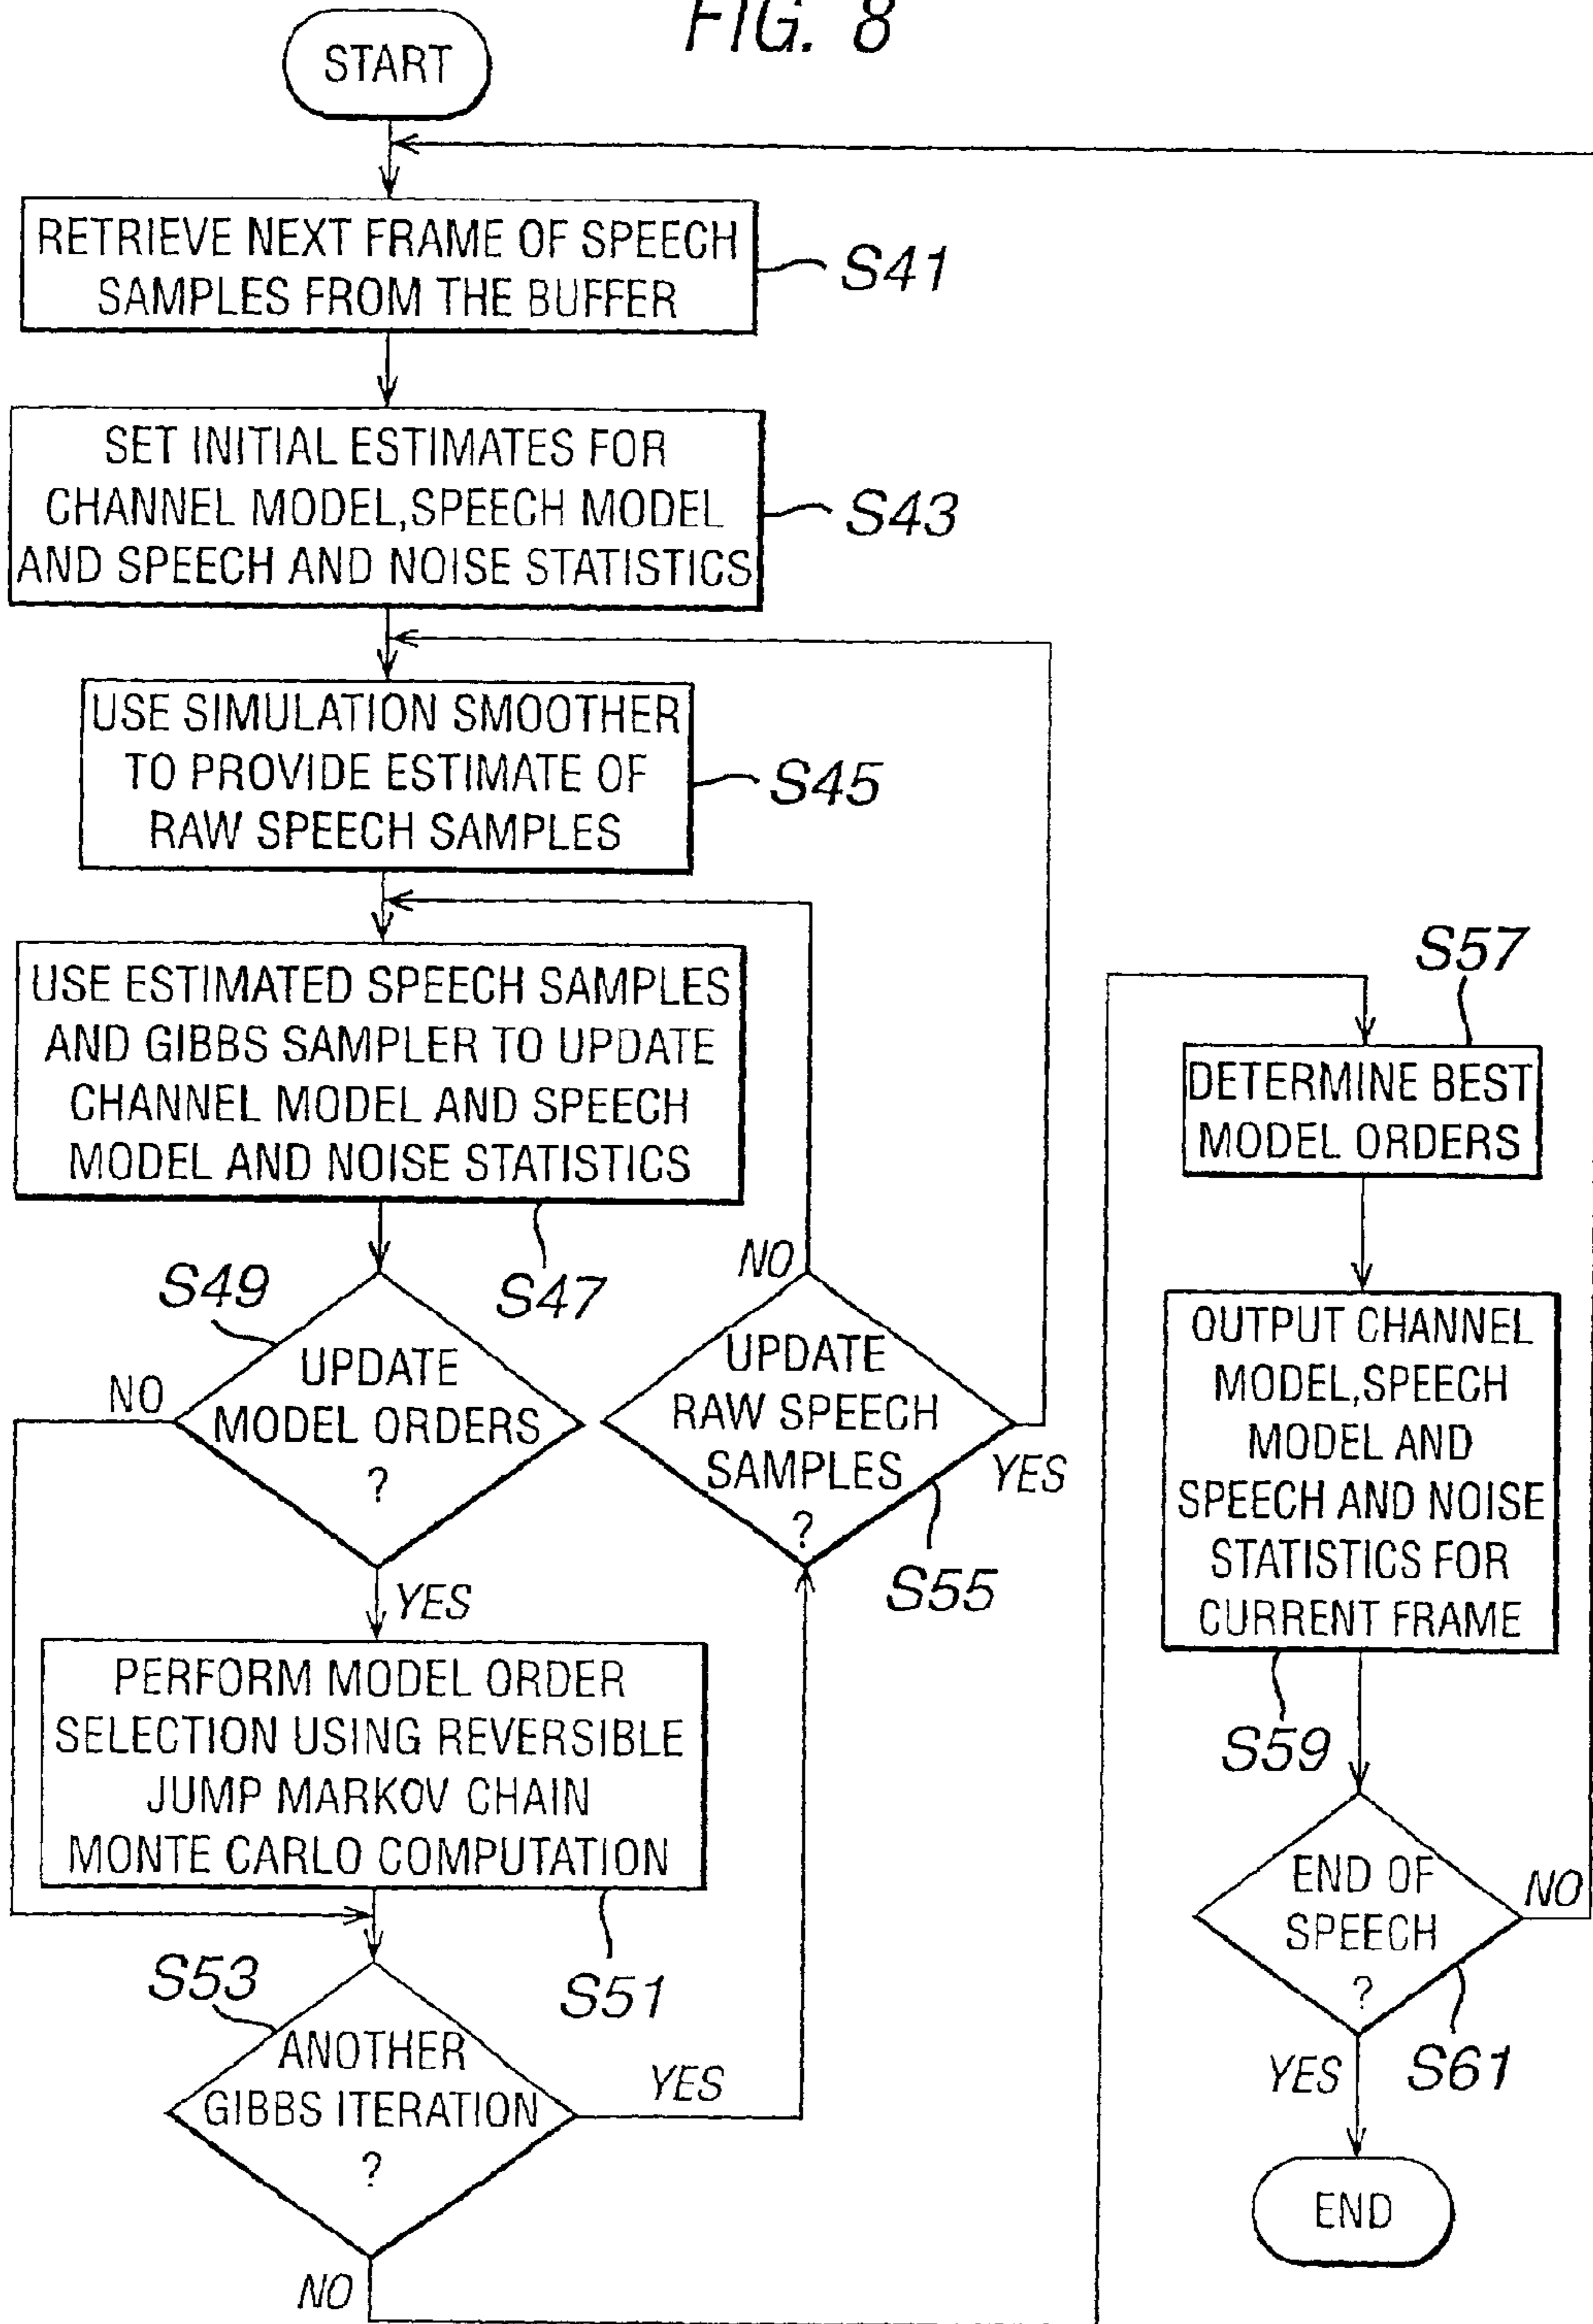 FIG. 8
START
RETRIEVE NEXT FRAME OF SPEECH
SAMPLES FROM THE BUFFER
S41
SET INITIAL ESTIMATES FOR
CHANNEL MODEL,SPEECH MODEL
AND SPEECH AND NOISE STATISTICS
S43
USE SIMULATION SMOOTHER
TO PROVIDE ESTIMATE OF
RAW SPEECH SAMPLES
S45
USE ESTIMATED SPEECH SAMPLES
AND GIBBS SAMPLER TO UPDATE
CHANNEL MODEL AND SPEECH
MODEL AND NOISE STATISTICS
S47
S49
UPDATE
MODEL ORDERS
?
NO
YES
NO
UPDATE
RAW SPEECH
SAMPLES
?
YES
S55
PERFORM MODEL ORDER
SELECTION USING REVERSIBLE
JUMP MARKOV CHAIN
MONTE CARLO COMPUTATION
S51
S53
ANOTHER
GIBBS ITERATION
?
YES
NO
S57
DETERMINE BEST
MODEL ORDERS
OUTPUT CHANNEL
MODEL,SPEECH
MODEL AND
SPEECH AND NOISE
STATISTICS FOR
CURRENT FRAME
S59
END OF
SPEECH
?
NO
YES
S61
END